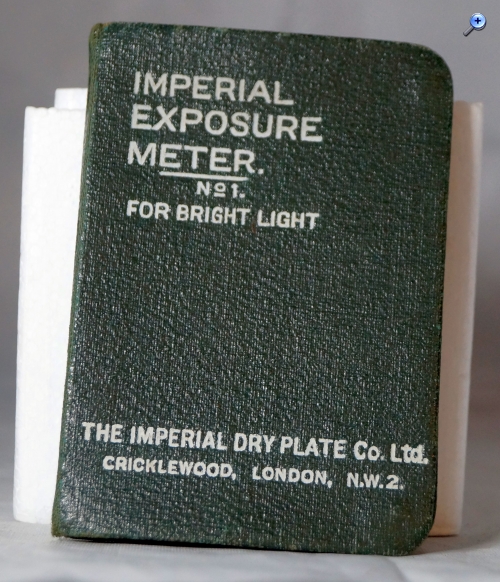 IMPERIAL
EXPOSURE
METER.
Nº 1.
FOR BRIGHT LIGHT
THE IMPERIAL DRY PLATE Co. Ltd.
CRICKLEWOOD, LONDON, N.W.2.